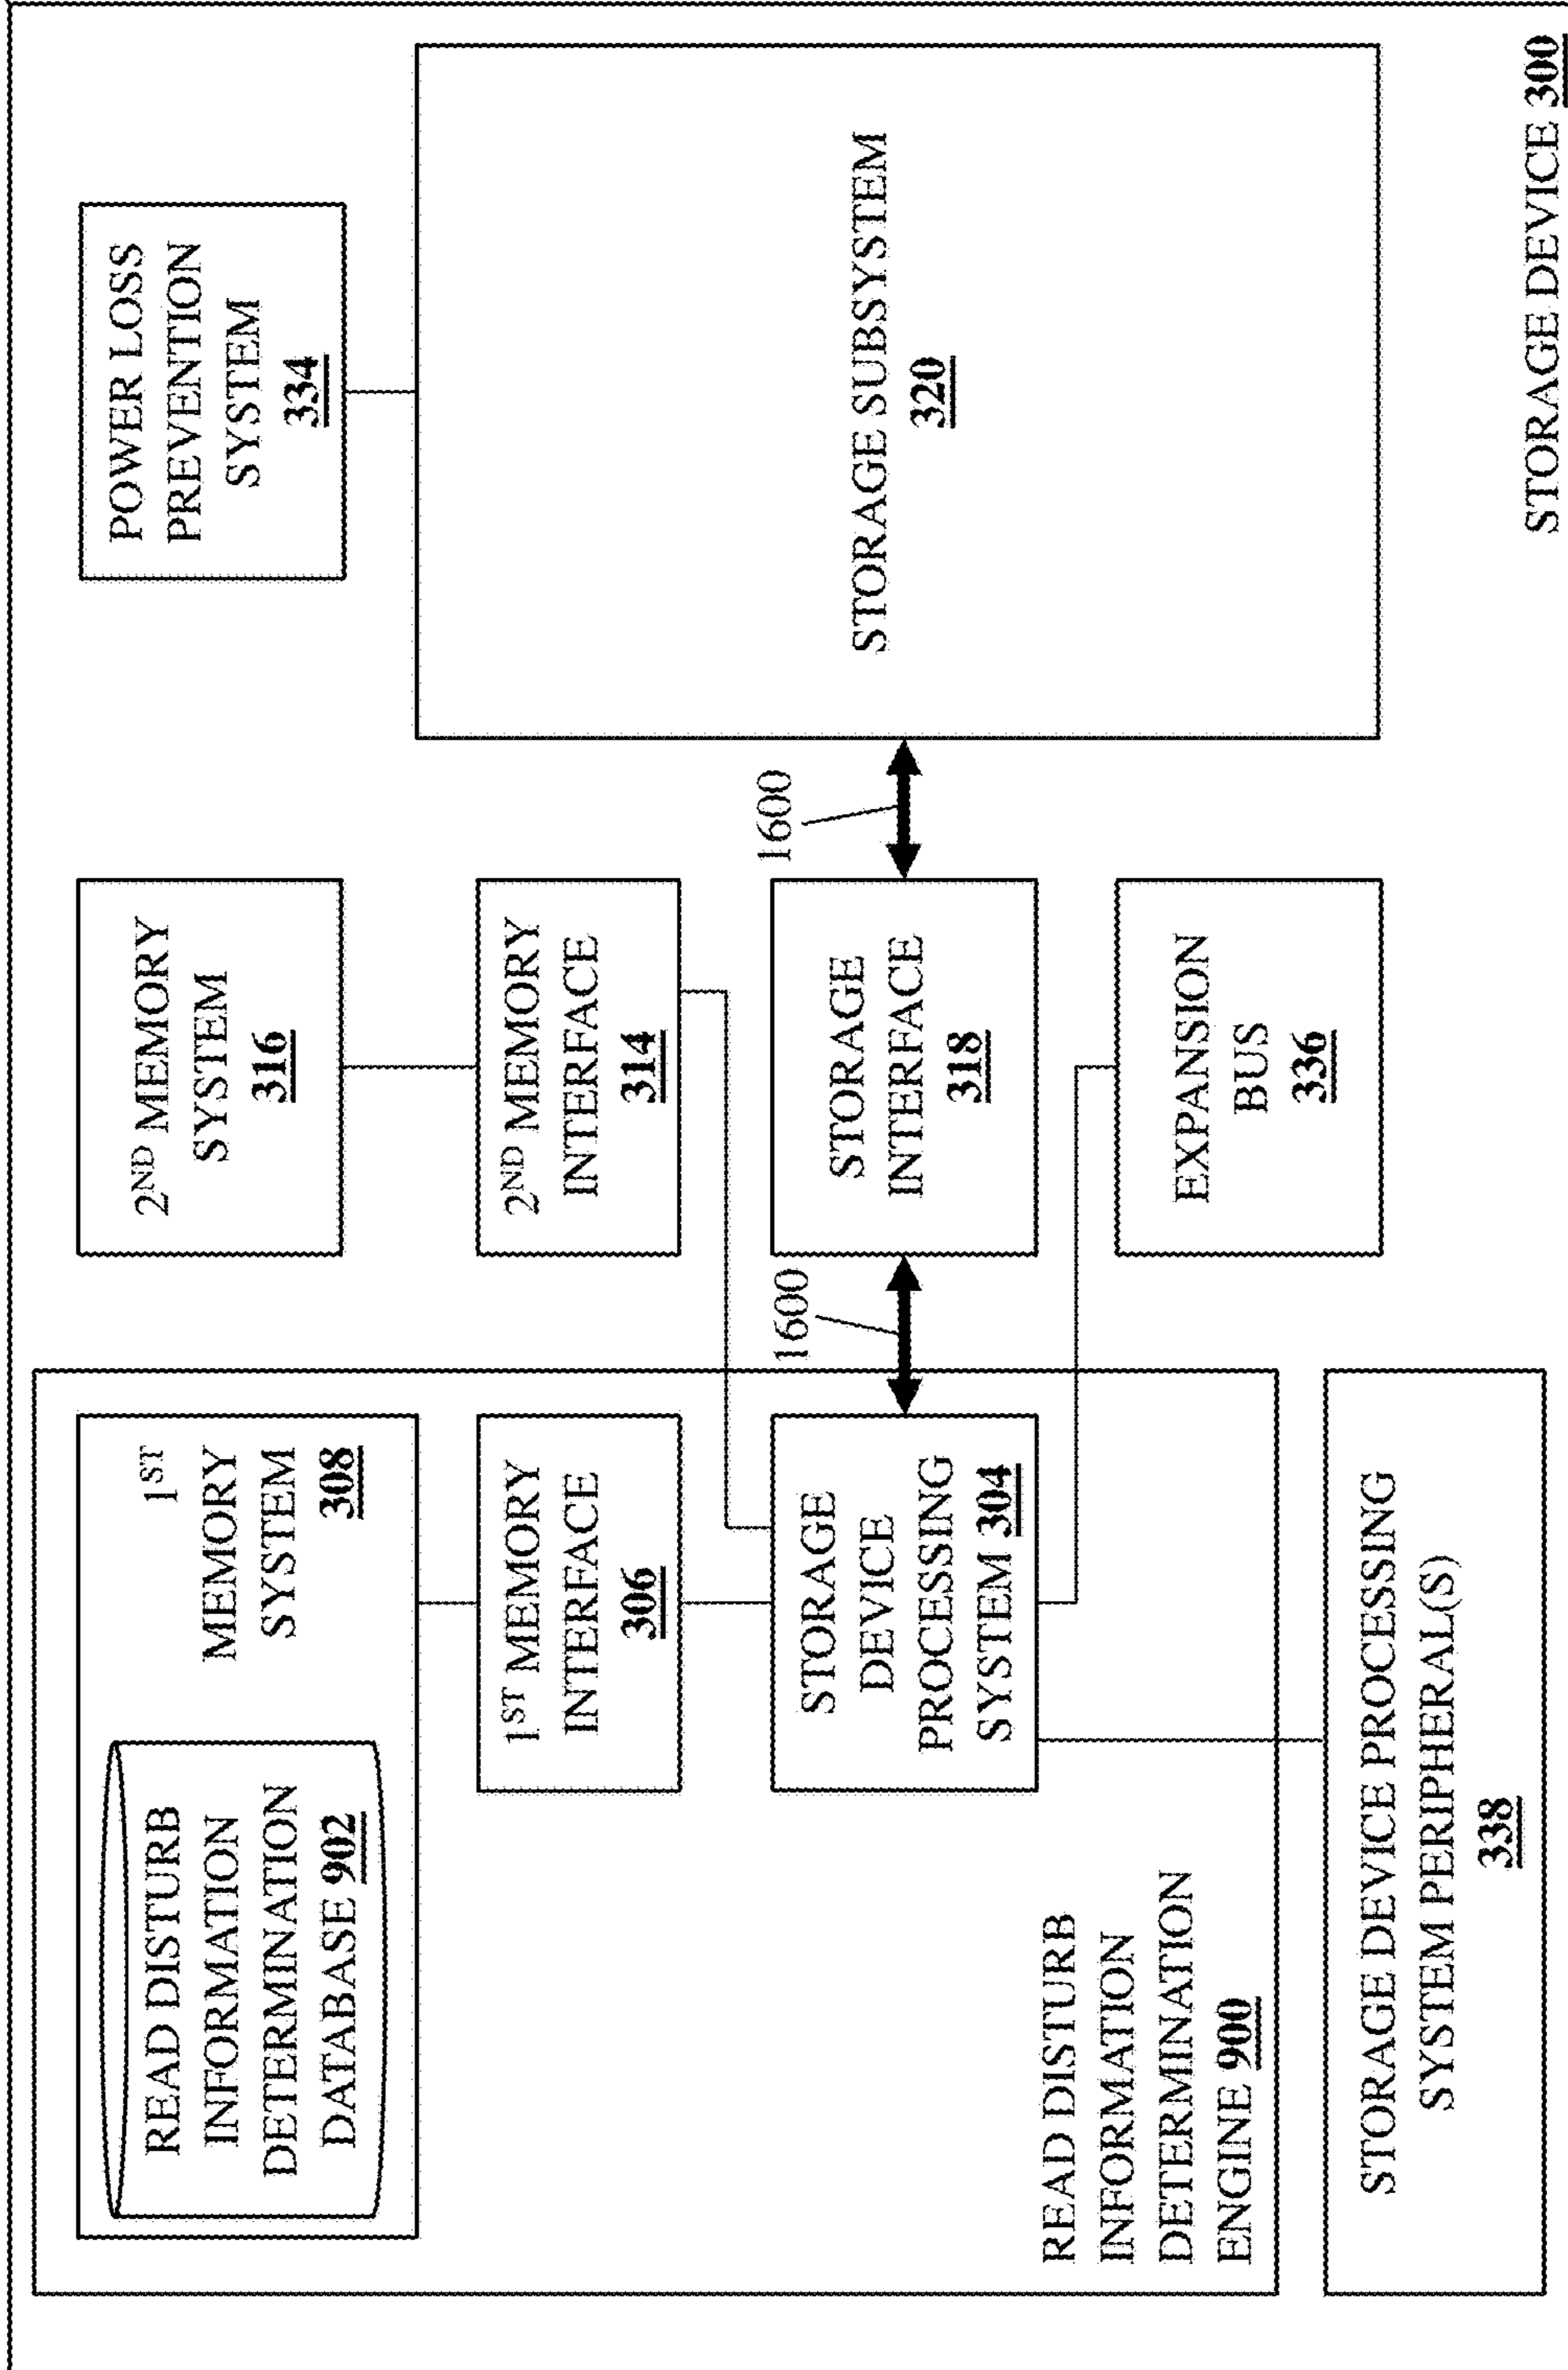 READ DISTURB
INFORMATION
DETERMINATION
DATABASE 902
1ST
MEMORY
SYSTEM
308
1ST MEMORY
INTERFACE
306
STORAGE
DEVICE
PROCESSING
SYSTEM 304
READ DISTURB
INFORMATION
DETERMINATION
ENGINE 900
STORAGE DEVICE PROCESSING
SYSTEM PERIPHERAL(S)
338
1600
2ND MEMORY
SYSTEM
316
2ND MEMORY
INTERFACE
314
STORAGE
INTERFACE
318
EXPANSION
BUS
336
1600
POWER LOSS
PREVENTION
SYSTEM
334
STORAGE SUBSYSTEM
320
STORAGE DEVICE 300